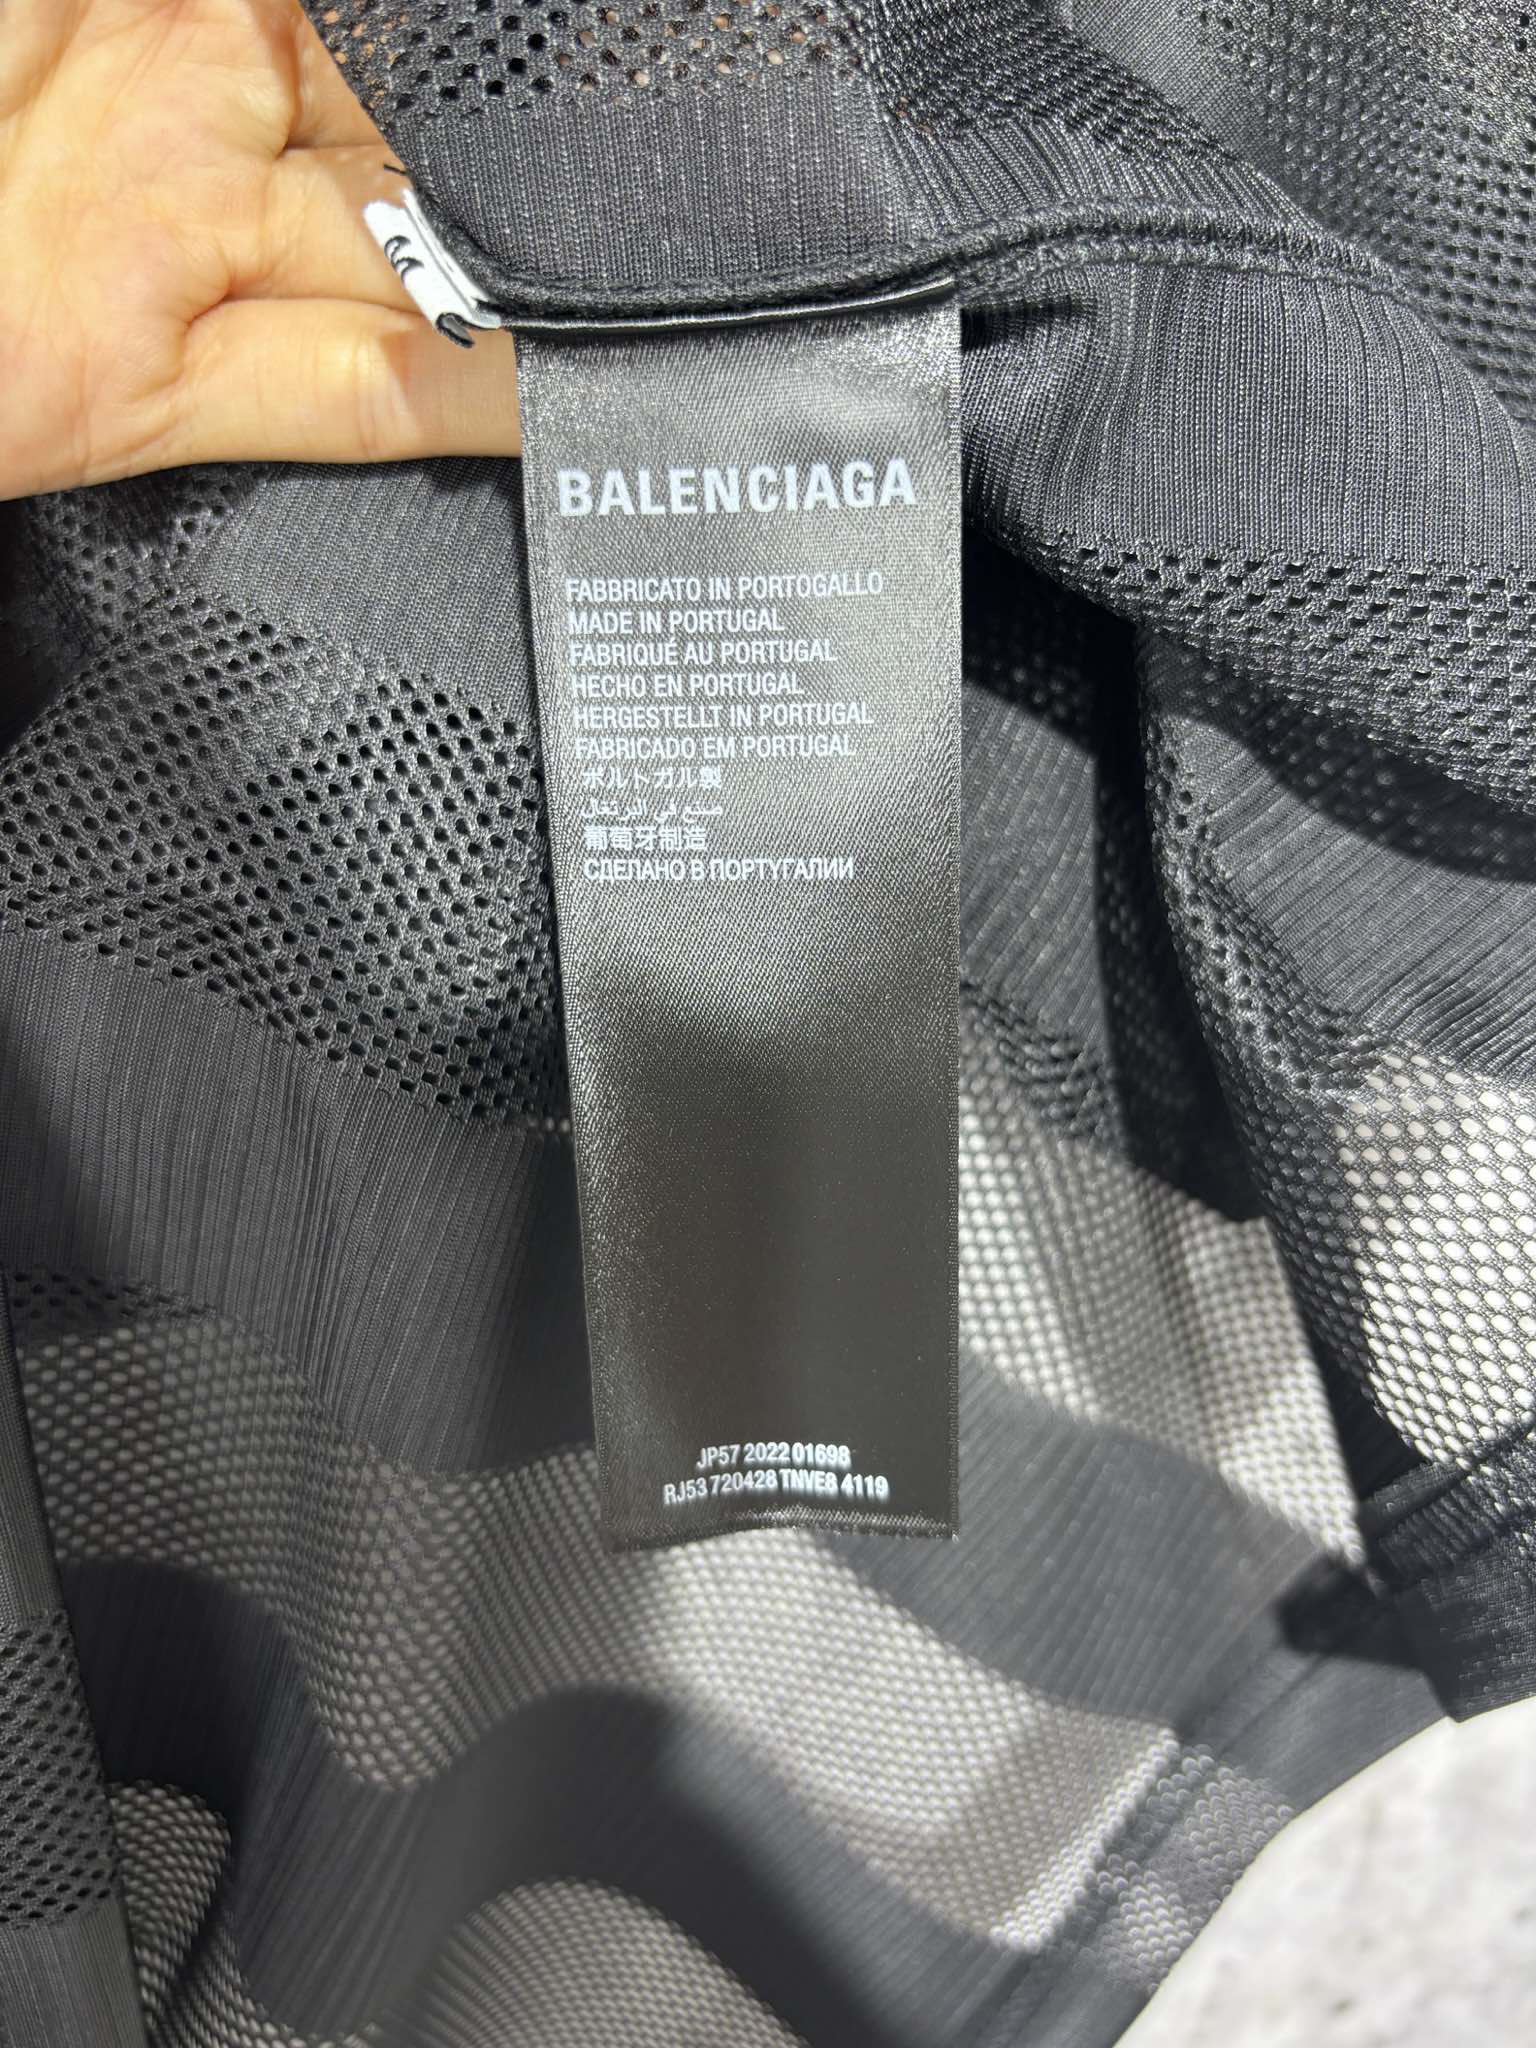 M
BALENCIAGA
FABBRICATO IN PORTOGALLO
MADE IN PORTUGAL
FABRIQUÉ AU PORTUGAL
HECHO EN PORTUGAL
HERGESTELLT IN PORTUGAL
FABRICADO EM PORTUGAL
ポルトガル製
صنع في البرتغال
葡萄牙制造
СДЕЛАНО В ПОРТУГАЛИИ
JP57 2022 01698
RJ53 720428 TNVE8 4119